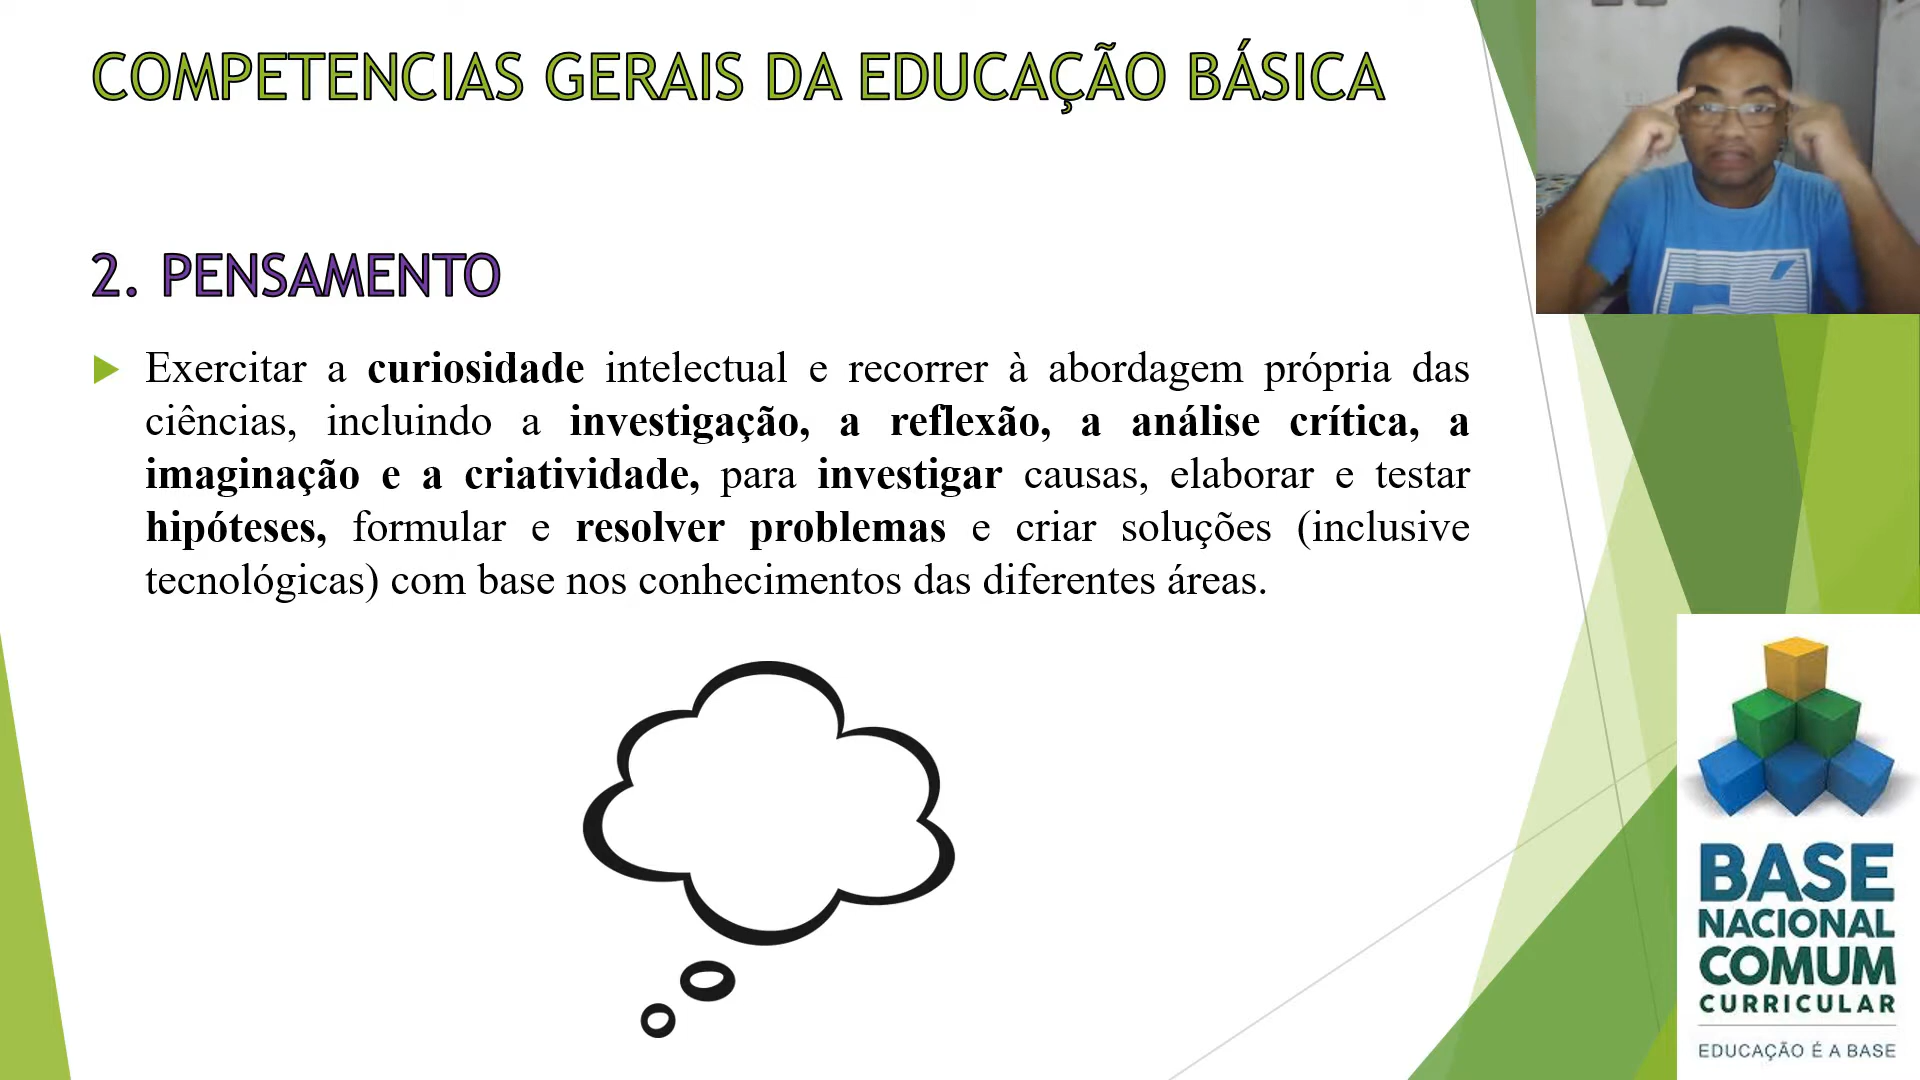 COMPETENCIAS GERAIS DA EDUCAÇÃO BÁSICA
2. PENSAMENTO
Exercitar a curiosidade intelectual e recorrer à abordagem própria das
ciências, incluindo a investigação, a reflexão, a análise crítica, a
imaginação e a criatividade, para investigar causas, elaborar e testar
hipóteses, formular e resolver problemas e criar soluções (inclusive
tecnológicas) com base nos conhecimentos das diferentes áreas.
BASE
NACIONAL
COMUM
CURRICULAR
EDUCAÇÃO É A BASE